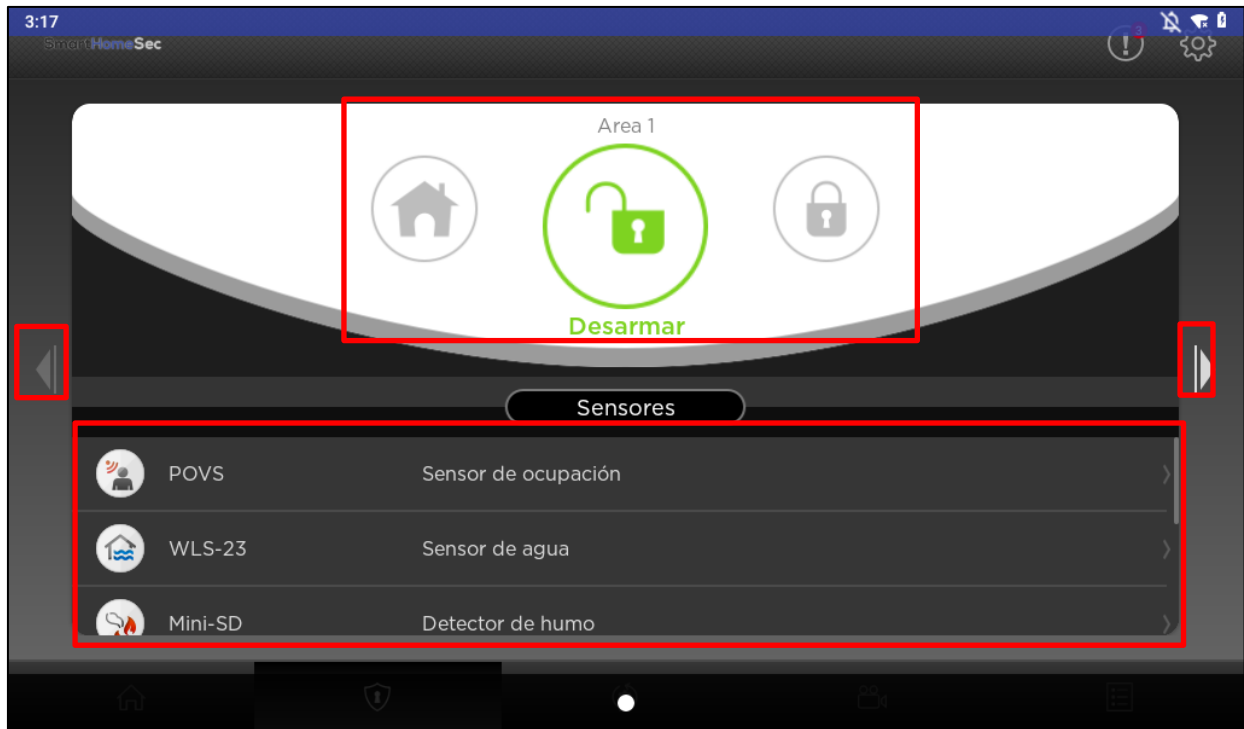 3:17
SmartHomeSec
3
Area 1
Desarmar
Sensores
POVS Sensor de ocupación
WLS-23 Sensor de agua
Mini-SD Detector de humo